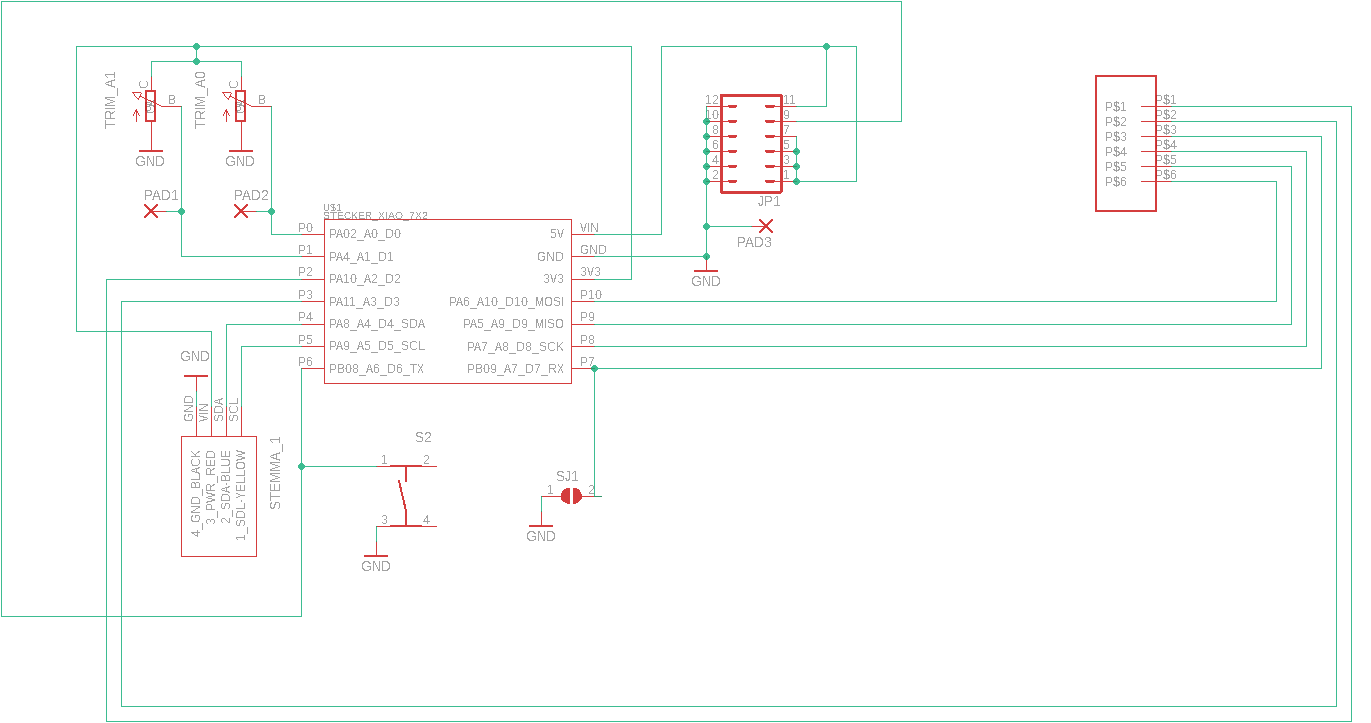 TRIM_A1
C
B
TRIM_A0
C
B
GND
GND
PAD1
PAD2
12
10
8
6
4
2
11
9
7
5
3
1
JP1
PAD3
GND
P$1
P$2
P$3
P$4
P$5
P$6
P$1
P$2
P$3
P$4
P$5
P$6
U$1
STECKER_XIAO_7X2
P0
PA02_A0_D0
5V
VIN
P1
PA4_A1_D1
GND
GND
P2
PA10_A2_D2
3V3
3V3
P3
PA11_A3_D3
PA6_A10_D10_MOSI
P10
P4
PA8_A4_D4_SDA
PA5_A9_D9_MISO
P9
P5
PA9_A5_D5_SCL
PA7_A8_D8_SCK
P8
P6
PB08_A6_D6_TX
PB09_A7_D7_RX
P7
GND
GND
VIN
SDA
SCL
4_GND_BLACK
3_PWR_RED
2_SDA-BLUE
1_SDL-YELLOW
STEMMA_1
S2
1
2
3
4
GND
SJ1
1
2
GND